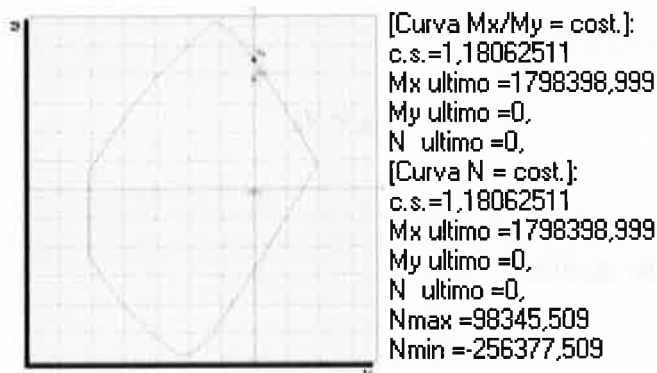 [Curva Mx/My = cost.]:
c.s.=1,18062511
Mx ultimo =1798398,999
My ultimo =0,
N ultimo =0,
[Curva N = cost.]:
c.s.=1,18062511
Mx ultimo =1798398,999
My ultimo =0,
N ultimo =0,
Nmax =98345,509
Nmin =-256377,509